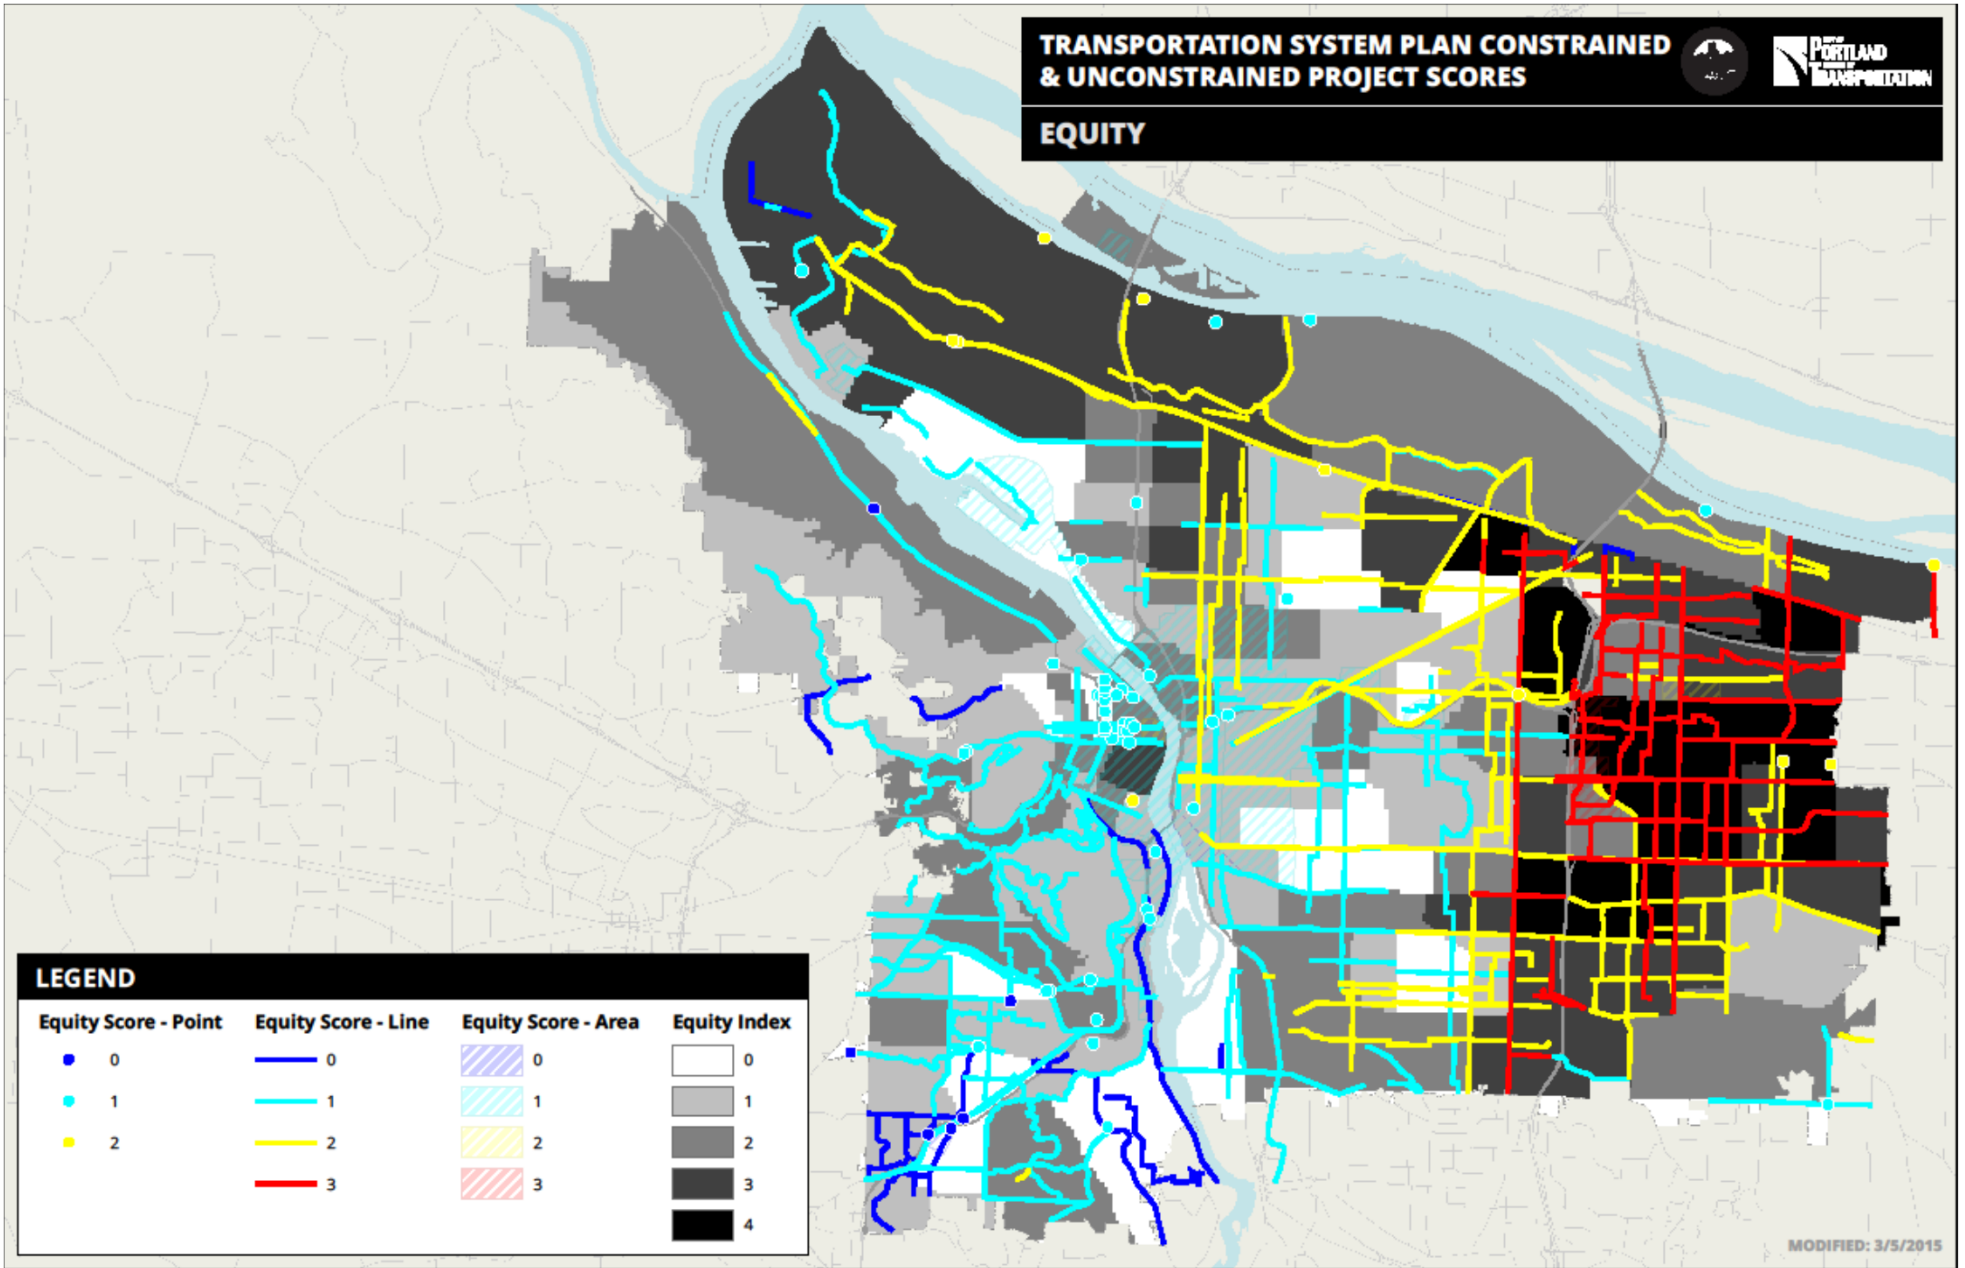 TRANSPORTATION SYSTEM PLAN CONSTRAINED
& UNCONSTRAINED PROJECT SCORES
PORTLAND
TRANSPORTATION
EQUITY
LEGEND
Equity Score - Point
0
1
2
Equity Score - Line
0
1
2
3
Equity Score - Area
0
1
2
3
Equity Index
0
1
2
3
4
MODIFIED: 3/5/2015